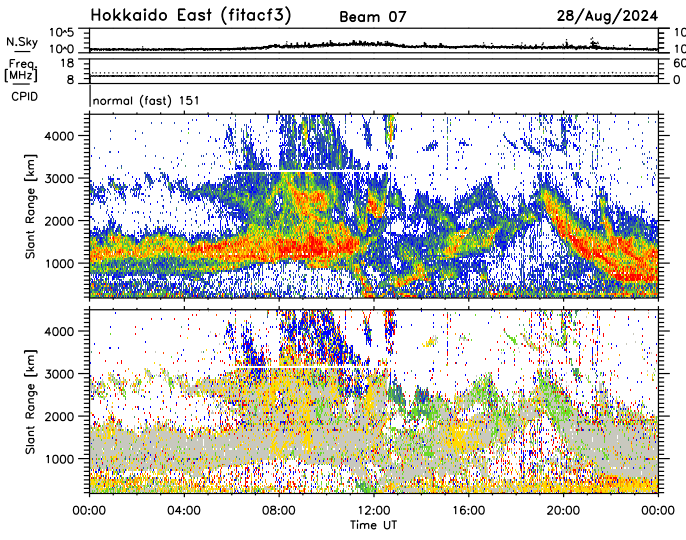 Hokkaido East (fitacf3) Beam 07 28/Aug/2024
N.Sky 10^5 10^0 10^5 10^0
Freq. [MHz] 18 8 60 0
CPID normal (fast) 151
Slant Range [km] 4000 3000 2000 1000
Slant Range [km] 4000 3000 2000 1000
00:00 04:00 08:00 12:00 16:00 20:00 00:00
Time UT